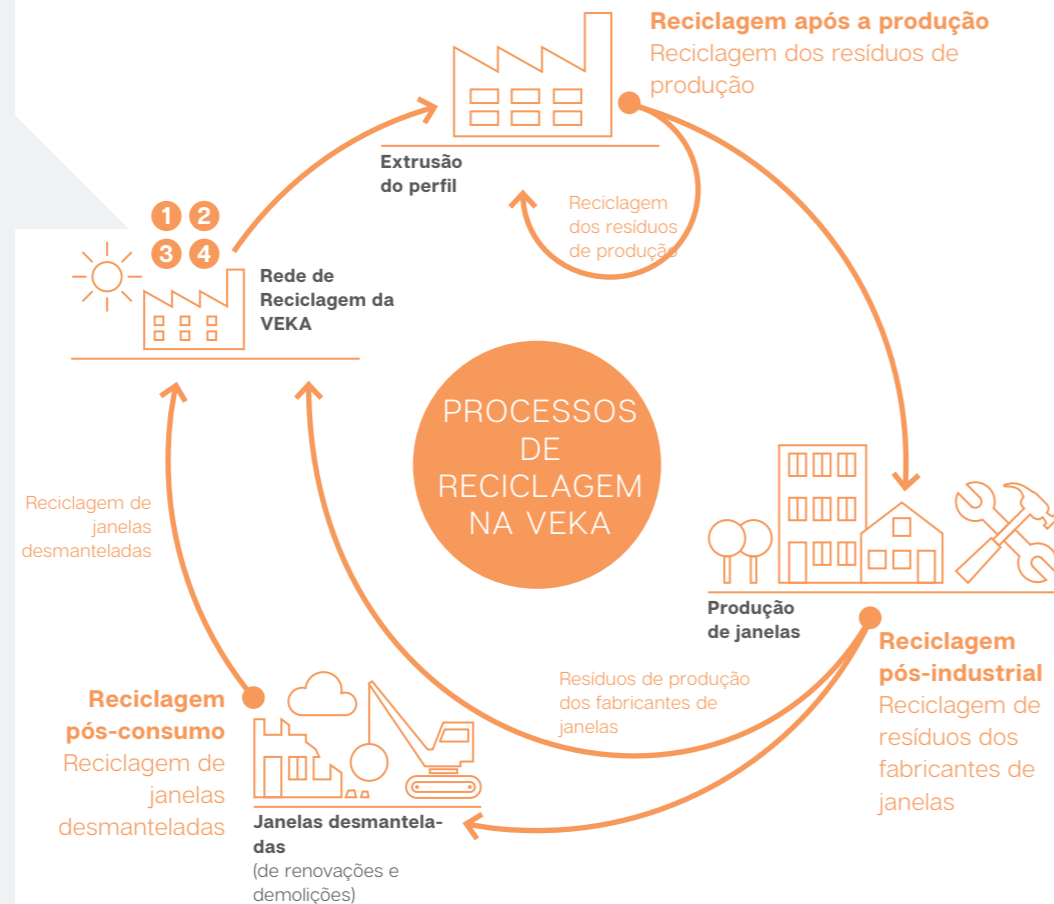 Reciclagem após a produção
Reciclagem dos resíduos de
produção
Extrusão
do perfil
Reciclagem
dos resíduos
de produção
1 2
3 4
Rede de
Reciclagem da
VEKA
PROCESSOS
DE
RECICLAGEM
NA VEKA
Reciclagem de
janelas
desmanteladas
Produção
de janelas
Reciclagem
pós-industrial
Reciclagem de
resíduos dos
fabricantes de
janelas
Resíduos de produção
dos fabricantes de
janelas
Reciclagem
pós-consumo
Reciclagem de
janelas
desmanteladas
Janelas desmantela-
das
(de renovações e
demolições)